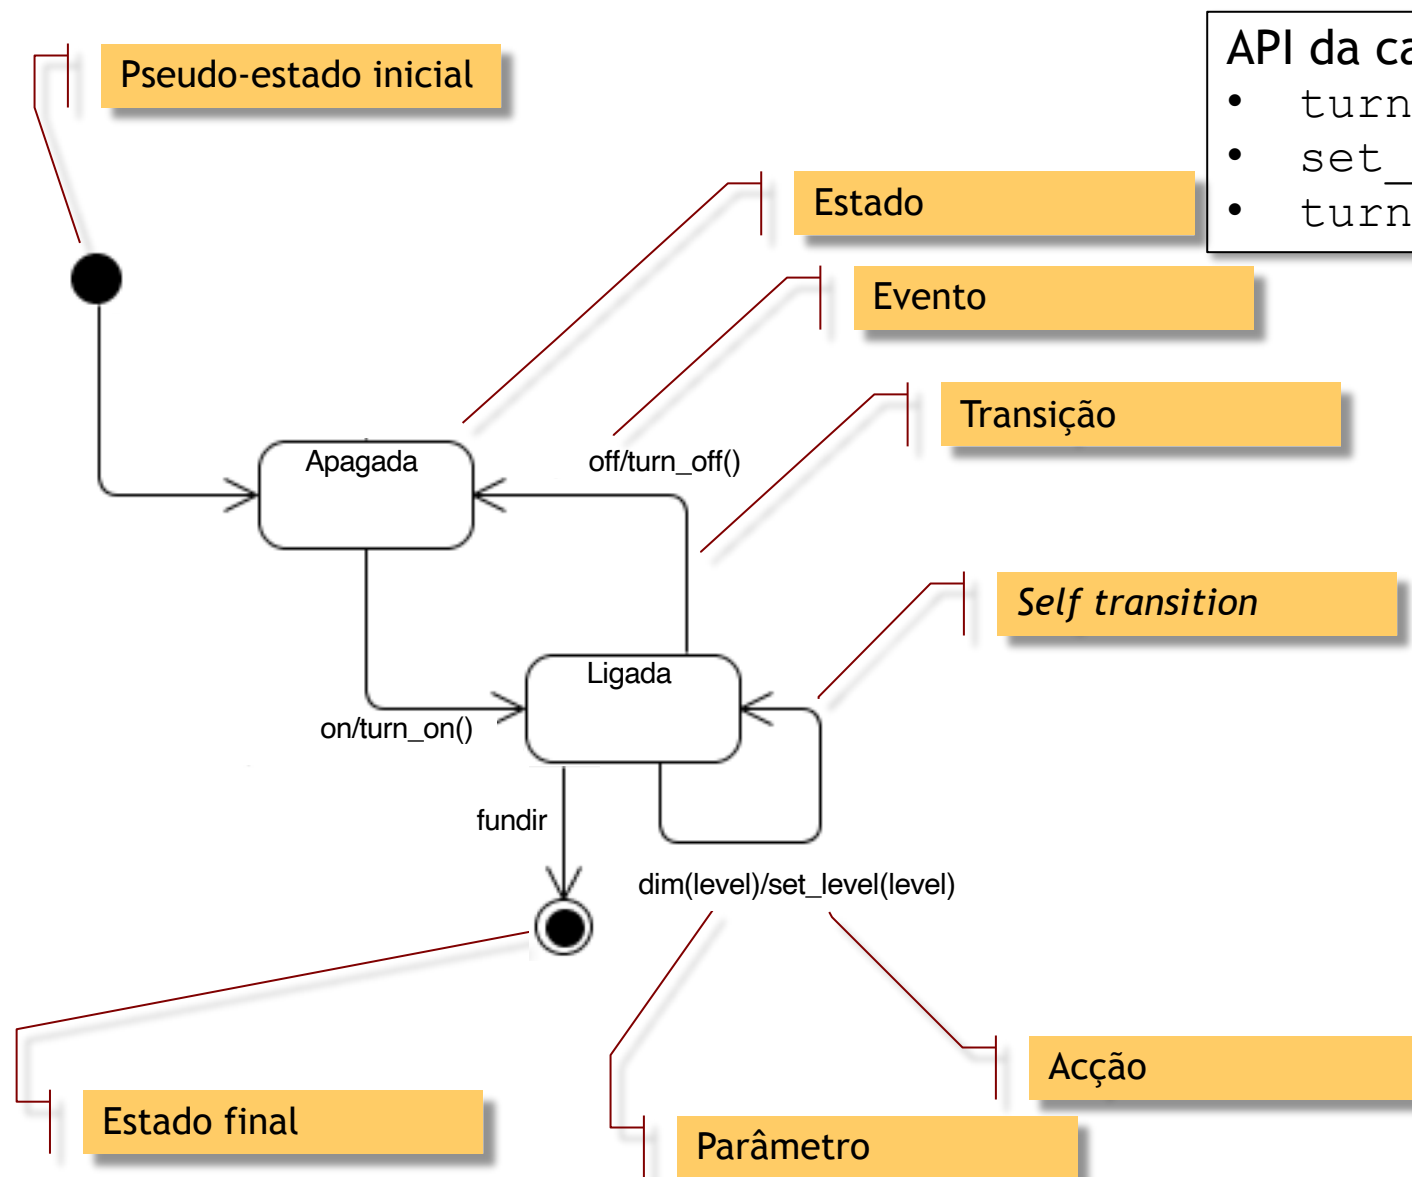 Pseudo-estado inicial
API da
turn
set_
turn
Estado
Evento
Transição
Apagada
off/turn_off()
Self transition
Ligada
on/turn_on()
fundir
dim(level)/set_level(level)
Acção
Estado final
Parâmetro